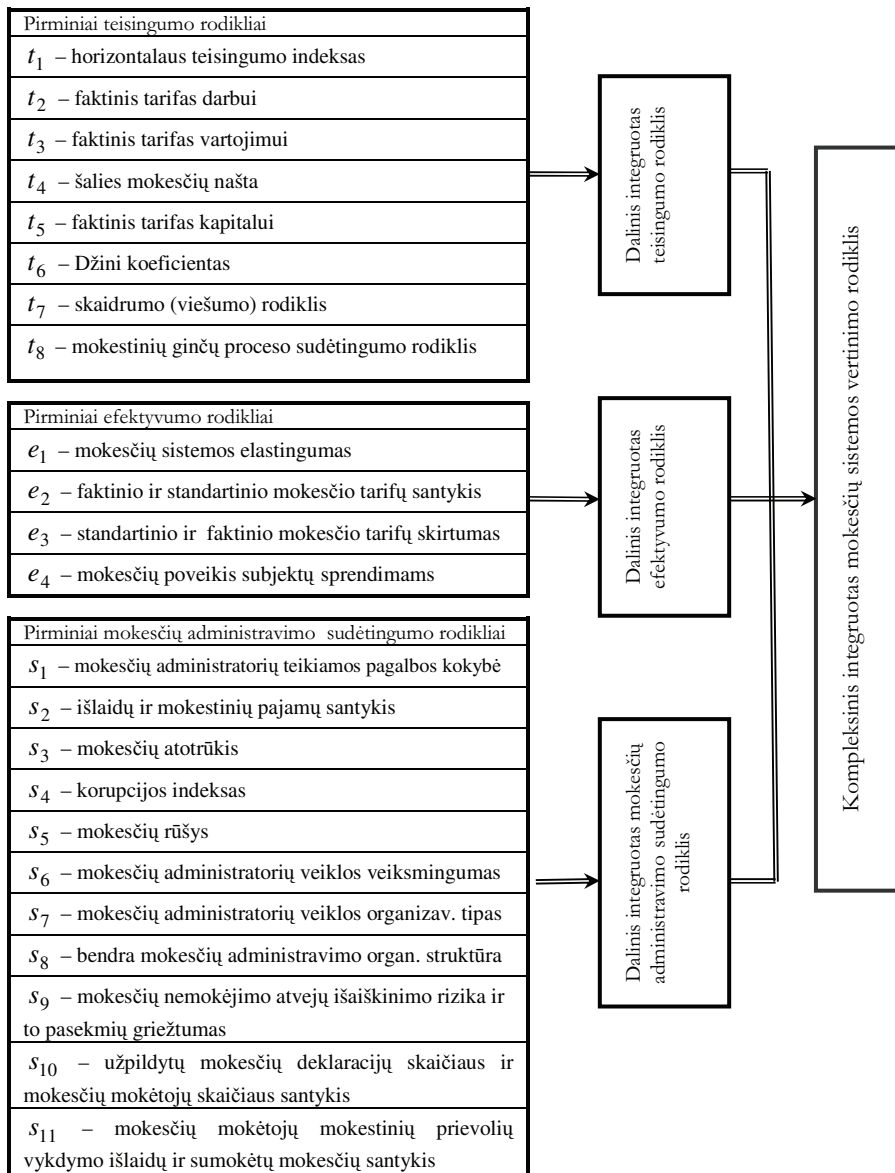 Pirminiai teisingumo rodikliai
t1 – horizontalaus teisingumo indeksas
t2 – faktinis tarifas darbui
t3 – faktinis tarifas vartojimui
t4 – šalies mokesčių našta
t5 – faktinis tarifas kapitalui
t6 – Džini koeficientas
t7 – skaidrumo (viešumo) rodiklis
t8 – mokestinių ginčų proceso sudėtingumo rodiklis
Pirminiai efektyvumo rodikliai
e1 – mokesčių sistemos elastingumas
e2 – faktinio ir standartinio mokesčio tarifų santykis
e3 – standartinio ir faktinio mokesčio tarifų skirtumas
e4 – mokesčių poveikis subjektų sprendimams
Pirminiai mokesčių administravimo sudėtingumo rodikliai
s1 – mokesčių administratorių teikiamos pagalbos kokybė
s2 – išlaidų ir mokestinių pajamų santykis
s3 – mokesčių atotrūkis
s4 – korupcijos indeksas
s5 – mokesčių rūšys
s6 – mokesčių administratorių veiklos veiksmingumas
s7 – mokesčių administratorių veiklos organizav. tipas
s8 – bendra mokesčių administravimo organ. struktūra
s9 – mokesčių nemokėjimo atvejų išaiškinimo rizika ir
to pasekmių griežtumas
s10 – užpildytų mokesčių deklaracijų skaičiaus ir
mokesčių mokėtojų skaičiaus santykis
s11 – mokesčių mokėtojų mokestinių prievolių
vykdymo išlaidų ir sumokėtų mokesčių santykis
Dalinis integruotas
teisingumo rodiklis
Dalinis integruotas
efektyvumo rodiklis
Dalinis integruotas mokesčių
administravimo sudėtingumo
rodiklis
Kompleksinis integruotas mokesčių sistemos vertinimo rodiklis